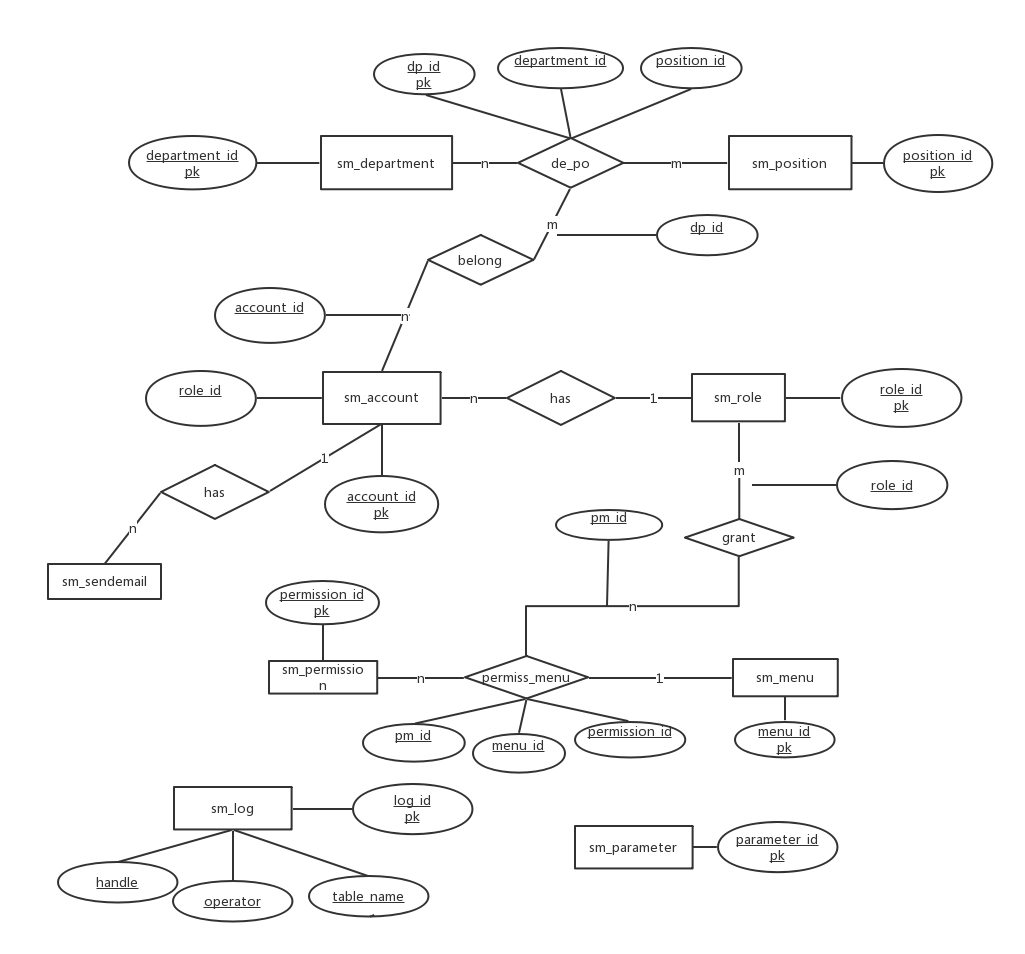 dp_id
pk
department_id
position_id
department_id
pk
sm_department
n
de_po
m
sm_position
position_id
pk
m
dp_id
belong
account_id
n
role_id
sm_account
n
has
1
sm_role
role_id
pk
1
m
has
account_id
pk
role_id
n
pm_id
grant
sm_sendemail
permission_id
pk
n
sm_permissio
n
n
permiss_menu
1
sm_menu
pm_id
menu_id
permission_id
menu_id
pk
sm_log
log_id
pk
sm_parameter
parameter_id
pk
handle
operator
table_name